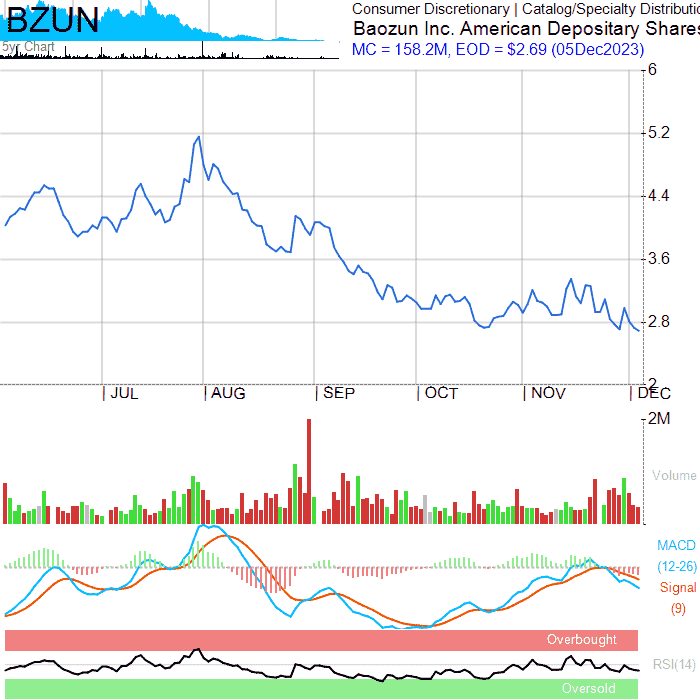 BZUN
5yr Chart
Consumer Discretionary | Catalog/Specialty Distributio
Baozun Inc. American Depositary Shares
MC = 158.2M, EOD = $2.69 (05Dec2023)
6
5.2
4.4
3.6
2.8
2
JUL
AUG
SEP
OCT
NOV
DEC
2M
Volume
MACD
(12-26)
Signal
(9)
Overbought
RSI(14)
Oversold